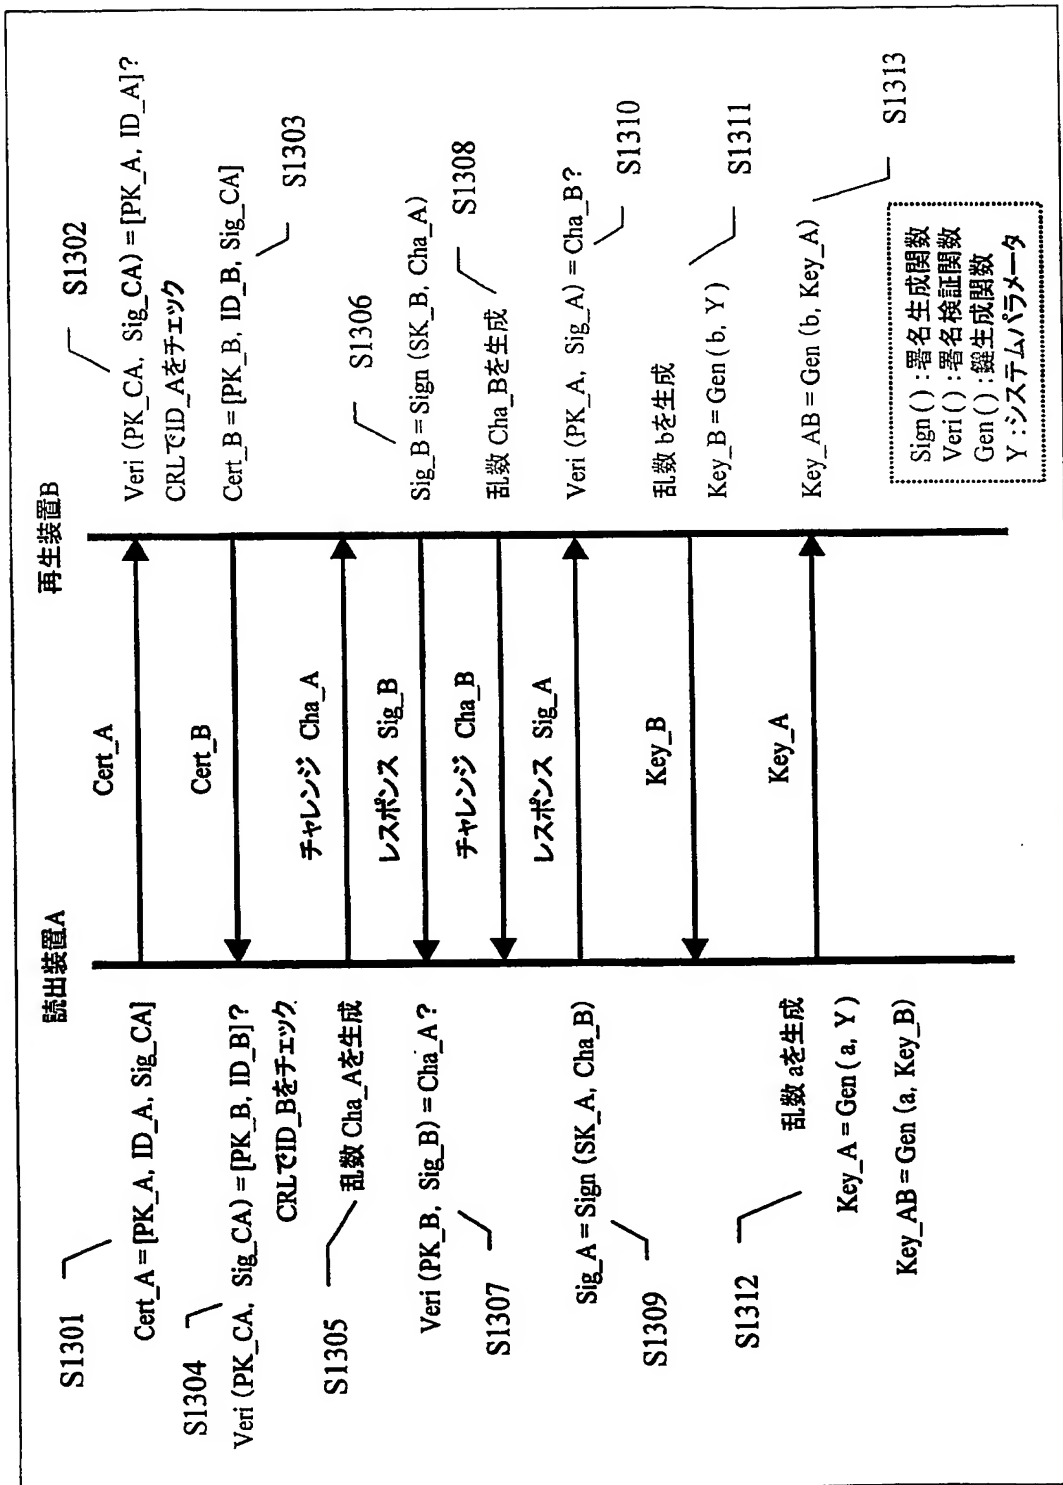 読出装置A
再生装置B
S1301
Cert_A = [PK_A, ID_A, Sig_CA]
Cert_A
S1302
Veri (PK_CA, Sig_CA) = [PK_A, ID_A]?
CRLでID_Aをチェック
Cert_B = [PK_B, ID_B, Sig_CA]
S1303
Cert_B
S1304
Veri (PK_CA, Sig_CA) = [PK_B, ID_B]?
CRLでID_Bをチェック
S1305
乱数 Cha_Aを生成
チャレンジ Cha_A
S1306
Sig_B = Sign (SK_B, Cha_A)
レスポンス Sig_B
Veri (PK_B, Sig_B) = Cha_A?
S1307
S1308
乱数 Cha_Bを生成
チャレンジ Cha_B
Sig_A = Sign (SK_A, Cha_B)
S1309
レスポンス Sig_A
Veri (PK_A, Sig_A) = Cha_B?
S1310
乱数 bを生成
Key_B = Gen (b, Y)
S1311
Key_B
S1312
乱数 aを生成
Key_A = Gen (a, Y)
Key_AB = Gen (a, Key_B)
Key_A
Key_AB = Gen (b, Key_A)
S1313
Sign ( ) : 署名生成関数
Veri ( ) : 署名検証関数
Gen ( ) : 鍵生成関数
Y : システムパラメータ